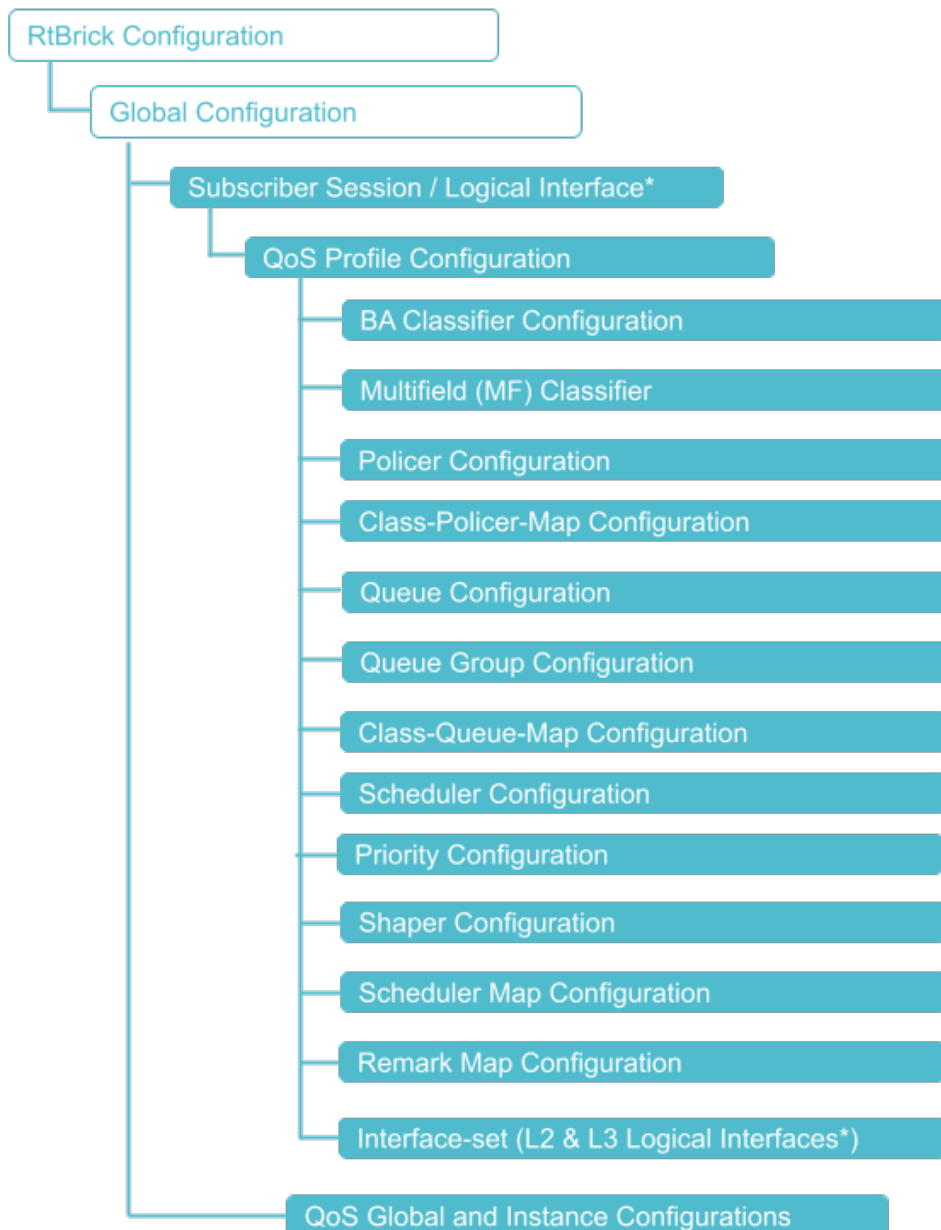 RtBrick Configuration
Global Configuration
Subscriber Session / Logical Interface*
QoS Profile Configuration
BA Classifier Configuration
Multifield (MF) Classifier
Policer Configuration
Class-Policer-Map Configuration
Queue Configuration
Queue Group Configuration
Class-Queue-Map Configuration
Scheduler Configuration
Priority Configuration
Shaper Configuration
Scheduler Map Configuration
Remark Map Configuration
Interface-set (L2 & L3 Logical Interfaces*)
QoS Global and Instance Configurations